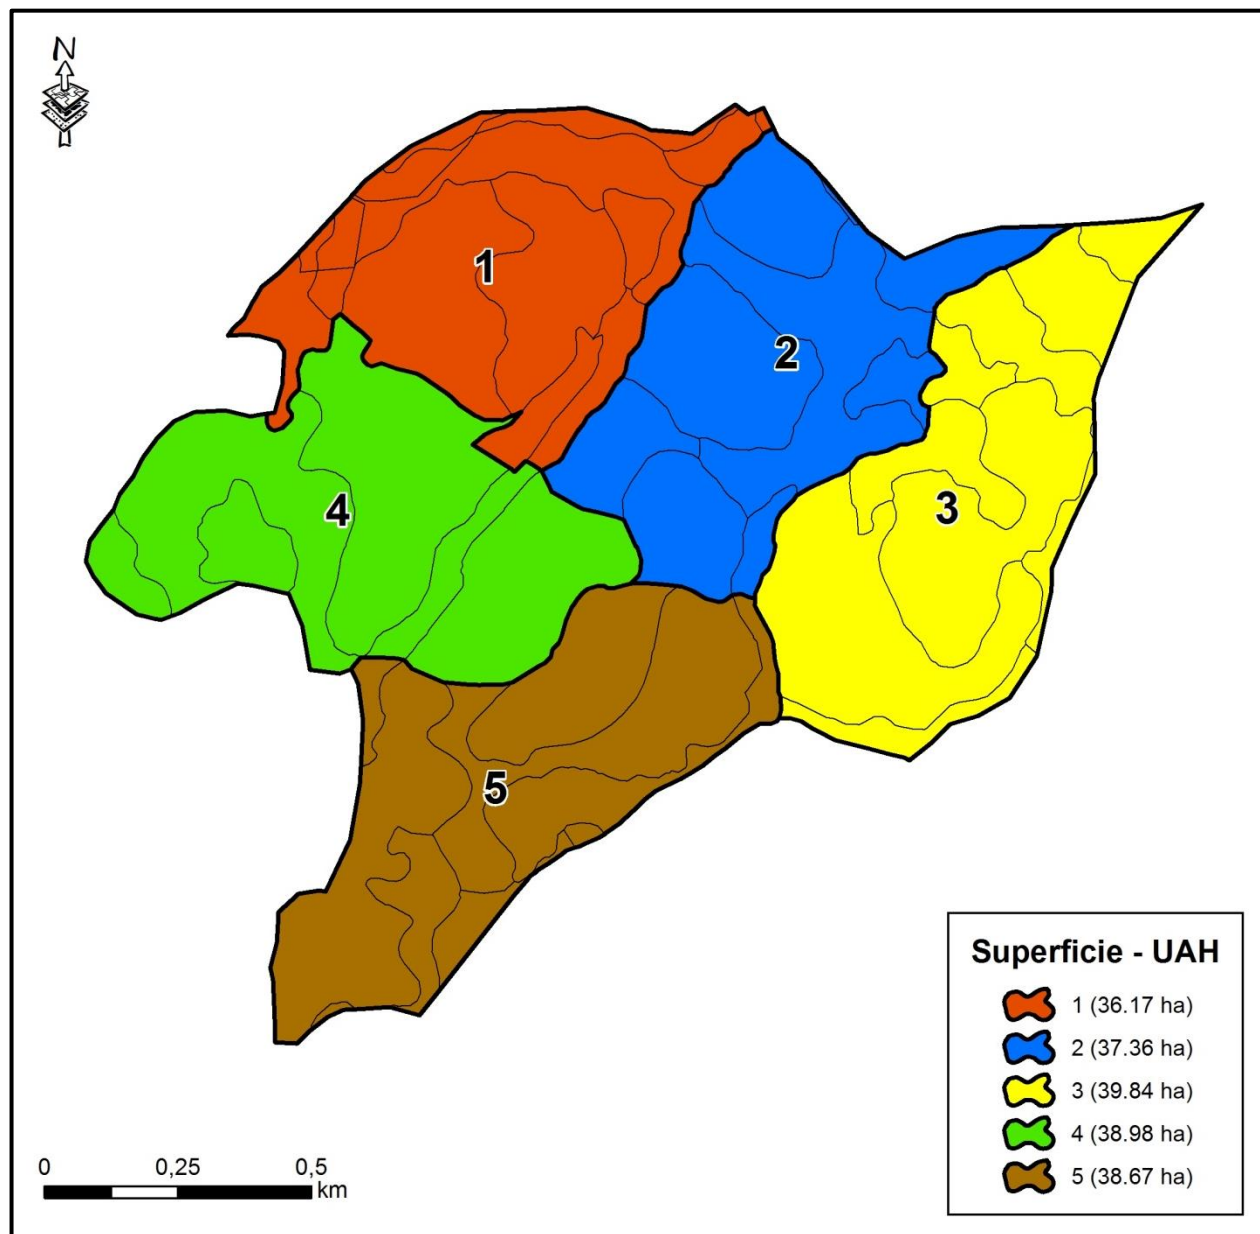 N
1
2
3
4
5
Superficie - UAH
1 (36.17 ha)
2 (37.36 ha)
3 (39.84 ha)
4 (38.98 ha)
5 (38.67 ha)
0 0,25 0,5
km